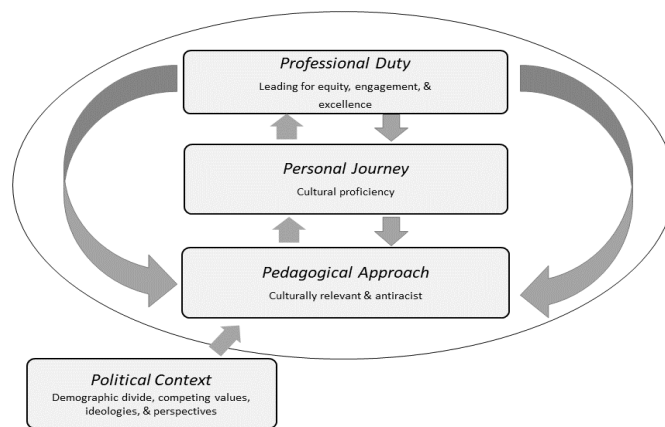 Professional Duty
Leading for equity, engagement, &
excellence
Personal Journey
Cultural proficiency
Pedagogical Approach
Culturally relevant & antiracist
Political Context
Demographic divide, competing values,
ideologies, & perspectives